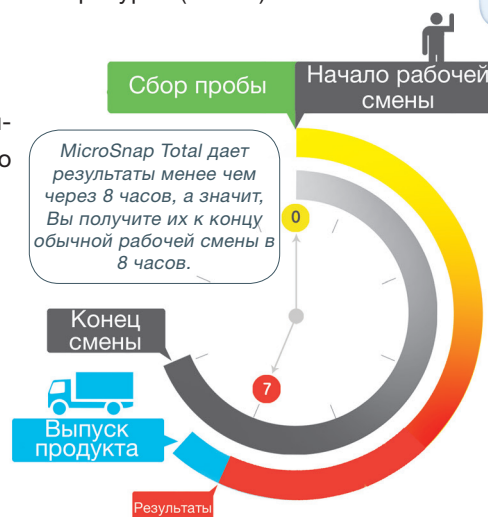 Сбор пробы
Начало рабочей
смены
MicroSnap Total дает
результаты менее чем
через 8 часов, а значит,
Вы получите их к концу
обычной рабочей смены в
8 часов.
0
7
Конец
смены
Выпуск
продукта
Результаты